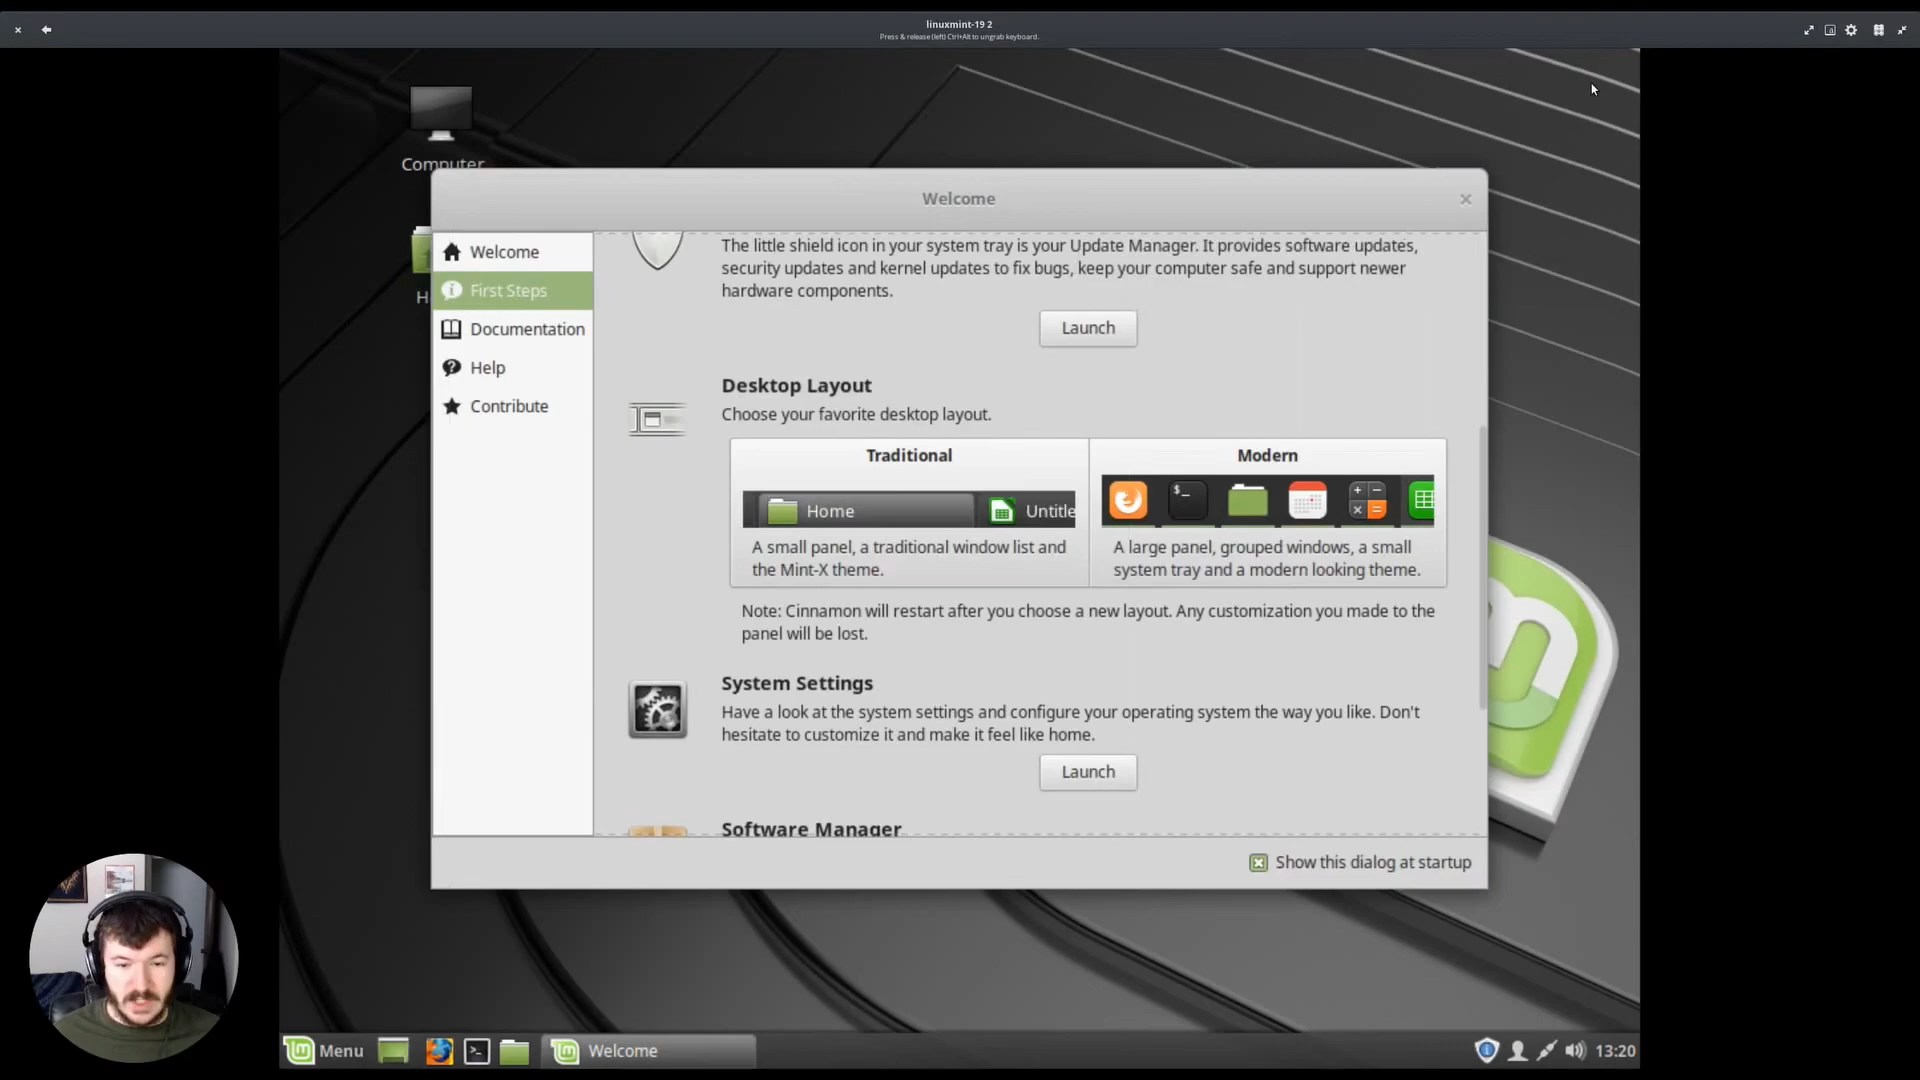 linuxmint-19 2
Press & release (left) Ctrl+Alt to ungrab keyboard.
Computer
H
Welcome
Welcome
First Steps
Documentation
Help
Contribute
The little shield icon in your system tray is your Update Manager. It provides software updates,
security updates and kernel updates to fix bugs, keep your computer safe and support newer
hardware components.
Launch
Desktop Layout
Choose your favorite desktop layout.
Traditional
Modern
Home
Untitle
A small panel, a traditional window list and
the Mint-X theme.
A large panel, grouped windows, a small
system tray and a modern looking theme.
Note: Cinnamon will restart after you choose a new layout. Any customization you made to the
panel will be lost.
System Settings
Have a look at the system settings and configure your operating system the way you like. Don't
hesitate to customize it and make it feel like home.
Launch
Software Manager
Show this dialog at startup
Menu
Welcome
13:20